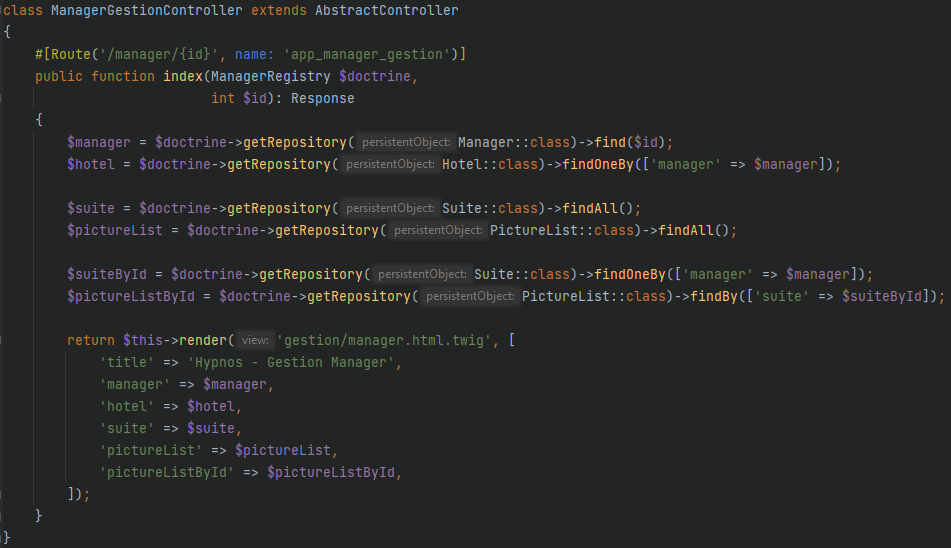 class ManagerGestionController extends AbstractController
{
    #[Route('/manager/{id}', name: 'app_manager_gestion')]
    public function index(ManagerRegistry $doctrine,
                          int $id): Response
    {
        $manager = $doctrine->getRepository( persistentObject: Manager::class)->find($id);
        $hotel = $doctrine->getRepository( persistentObject: Hotel::class)->findOneBy(['manager' => $manager]);

        $suite = $doctrine->getRepository( persistentObject: Suite::class)->findAll();
        $pictureList = $doctrine->getRepository( persistentObject: PictureList::class)->findAll();

        $suiteById = $doctrine->getRepository( persistentObject: Suite::class)->findOneBy(['manager' => $manager]);
        $pictureListById = $doctrine->getRepository( persistentObject: PictureList::class)->findBy(['suite' => $suiteById]);

        return $this->render( view: 'gestion/manager.html.twig', [
            'title' => 'Hypnos - Gestion Manager',
            'manager' => $manager,
            'hotel' => $hotel,
            'suite' => $suite,
            'pictureList' => $pictureList,
            'pictureListById' => $pictureListById,
        ]);
    }
}